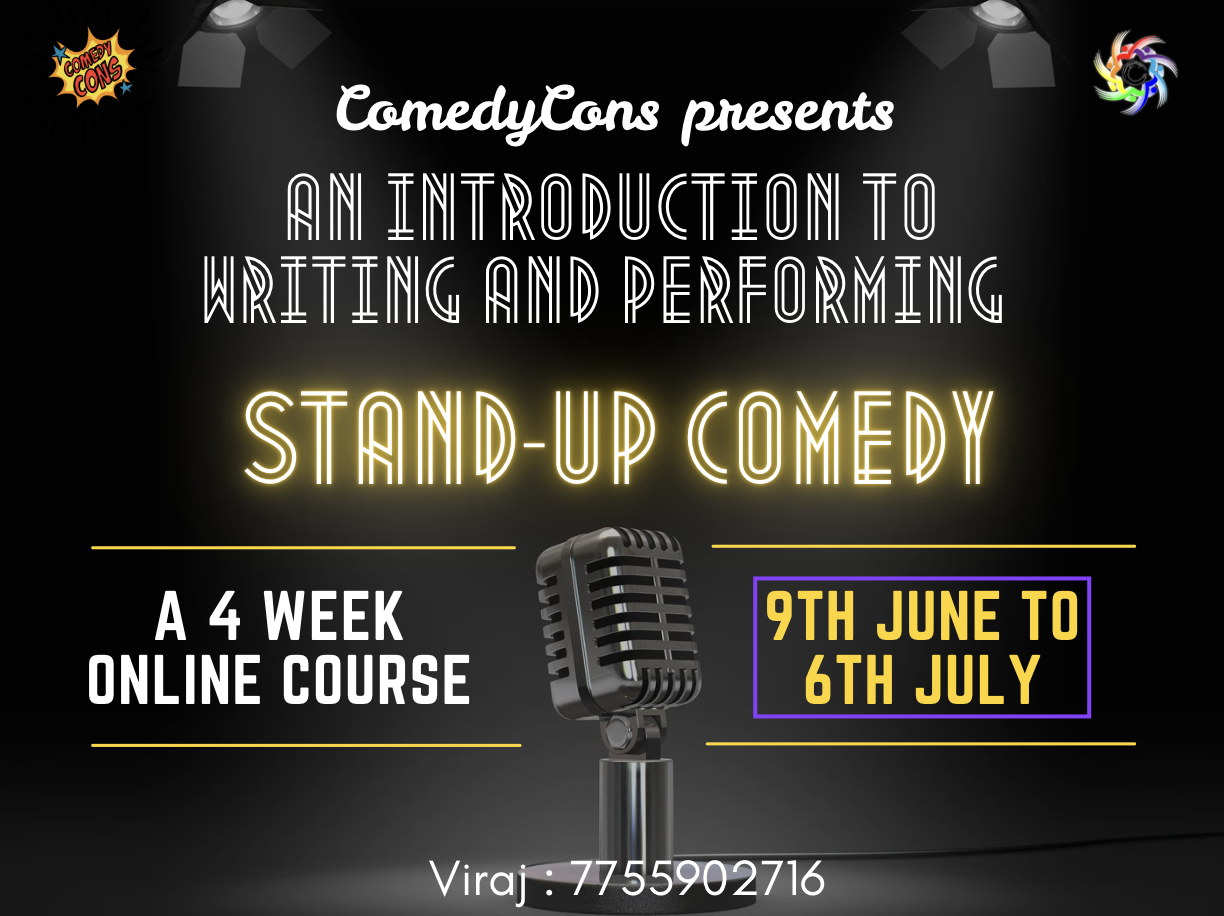 COMEDY
CONS
ComedyCons presents
AN INTRODUCTION TO
WRITING AND PERFORMING
STAND-UP COMEDY
A 4 WEEK
ONLINE COURSE
9TH JUNE TO
6TH JULY
Viraj : 7755902716